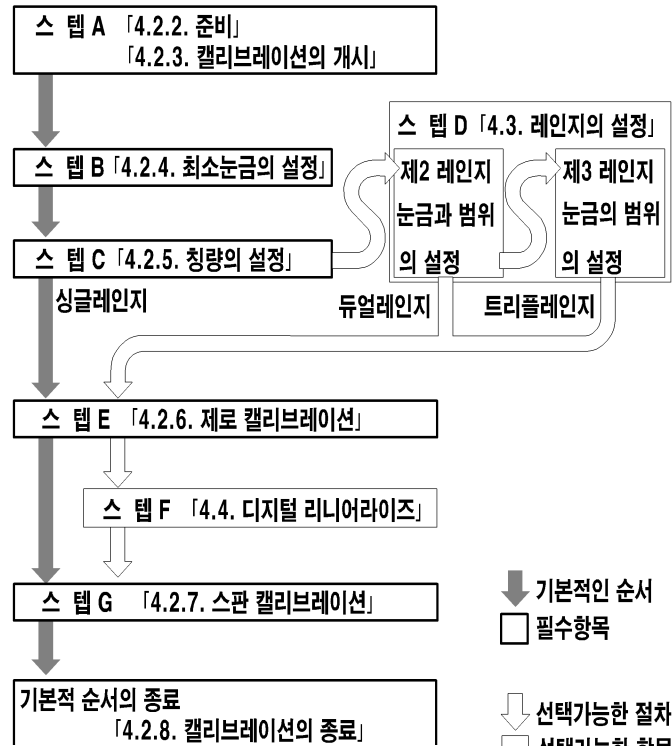 스 텝 A 「4.2.2. 준비」
「4.2.3. 캘리브레이션의 개시」
스 텝 D 「4.3. 레인지의 설정」
스 텝 B 「4.2.4. 최소눈금의 설정」
제2 레인지
눈금과 범위
의 설정
제3 레인지
눈금의 범위
의 설정
스 텝 C 「4.2.5. 칭량의 설정」
싱글레인지
듀얼레인지
트리플레인지
스 텝 E 「4.2.6. 제로 캘리브레이션」
스 텝 F 「4.4. 디지털 리니어라이즈」
스 텝 G 「4.2.7. 스판 캘리브레이션」
기본적인 순서
필수항목
기본적 순서의 종료
「4.2.8. 캘리브레이션의 종료」
선택가능한 절차
선택가능한 항목